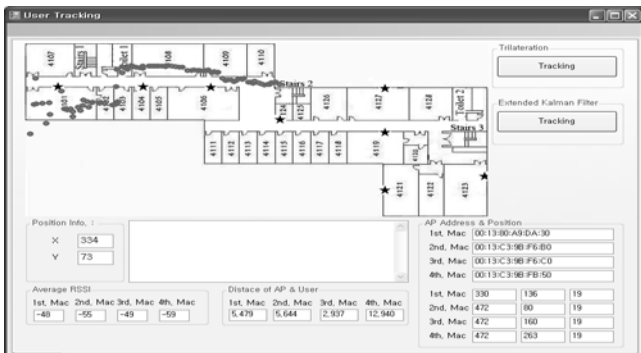 User Tracking
4107
Stairs 1
Toilet 1
4108
4109
4110
4101
4102
4103
4104
4105
4106
Stairs 2
4124
4125
4126
4127
4128
Toilet 2
Stairs 3
4111
4112
4113
4114
4115
4116
4117
4118
4119
4120
4121
4122
4123
Trilateration
Tracking
Extended Kalman Filter
Tracking
Position Info, :
X 334
Y 73
Average RSSI
1st, Mac 2nd, Mac 3rd, Mac 4th, Mac
-48 -55 -49 -59
Distace of AP & User
1st, Mac 2nd, Mac 3rd, Mac 4th, Mac
5,479 5,644 2,937 12,940
AP Address & Position
1st, Mac 00:13:80:A9:DA:30
2nd, Mac 00:13:C3:9B:F6:B0
3rd, Mac 00:13:C3:9B:F6:C0
4th, Mac 00:13:C3:9B:FB:50
1st, Mac 330 136 19
2nd, Mac 472 80 19
3rd, Mac 472 160 19
4th, Mac 472 263 19